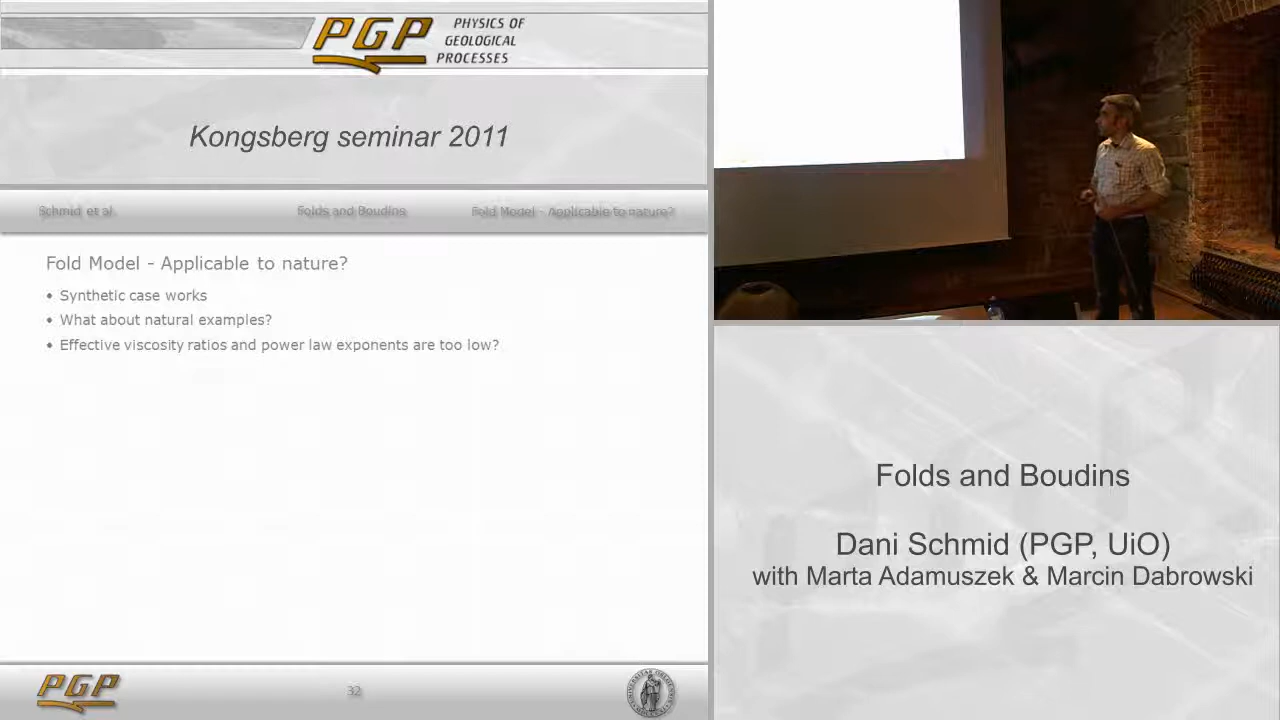 PGP
PHYSICS OF
GEOLOGICAL
PROCESSES
Kongsberg seminar 2011
Schmid et al.
Folds and Boudins
Fold Model - Applicable to nature?
Fold Model - Applicable to nature?
• Synthetic case works
• What about natural examples?
• Effective viscosity ratios and power law exponents are too low?
PGP
32
Folds and Boudins
Dani Schmid (PGP, UiO)
with Marta Adamuszek & Marcin Dabrowski